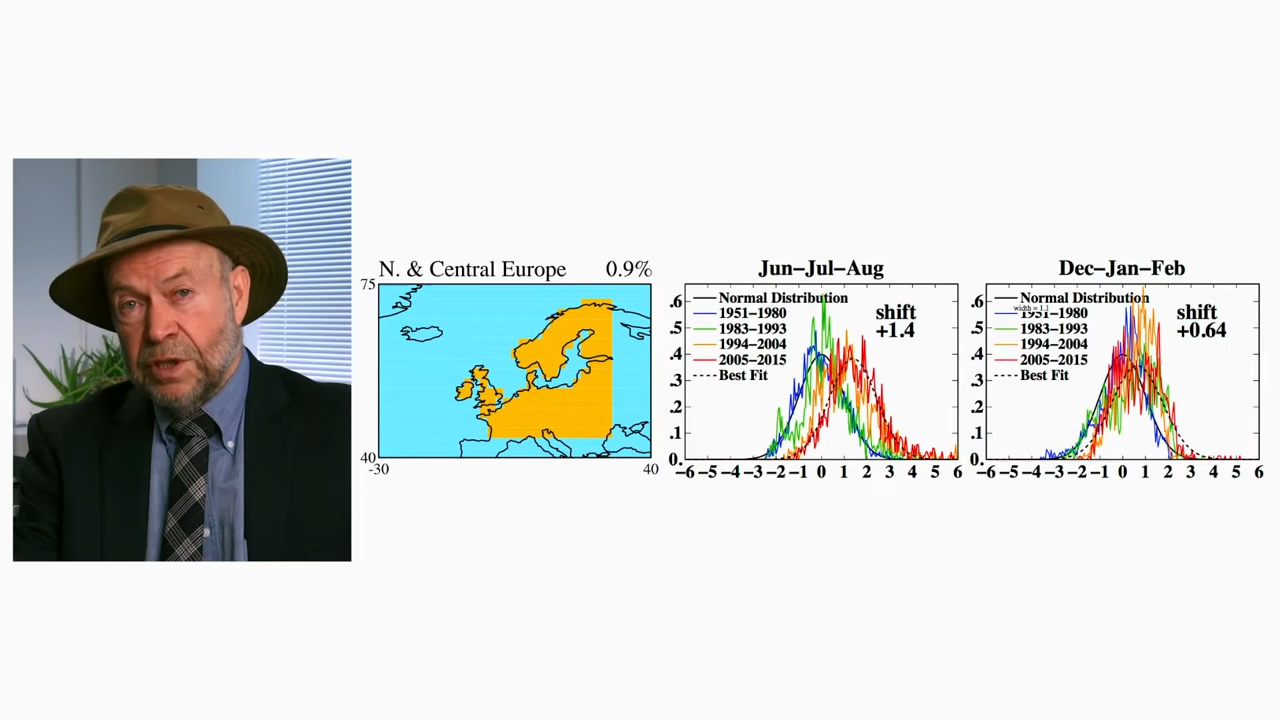 N. & Central Europe 0.9%
75
40
-30 40
Jun–Jul–Aug
.6
.5
.4
.3
.2
.1
0.
Normal Distribution
1951–1980
1983–1993
1994–2004
2005–2015
Best Fit
shift
+1.4
−6 −5 −4 −3 −2 −1 0 1 2 3 4 5 6
Dec–Jan–Feb
.6
.5
.4
.3
.2
.1
0.
Normal Distribution
width = 1.1
1951–1980
1983–1993
1994–2004
2005–2015
Best Fit
shift
+0.64
−6 −5 −4 −3 −2 −1 0 1 2 3 4 5 6